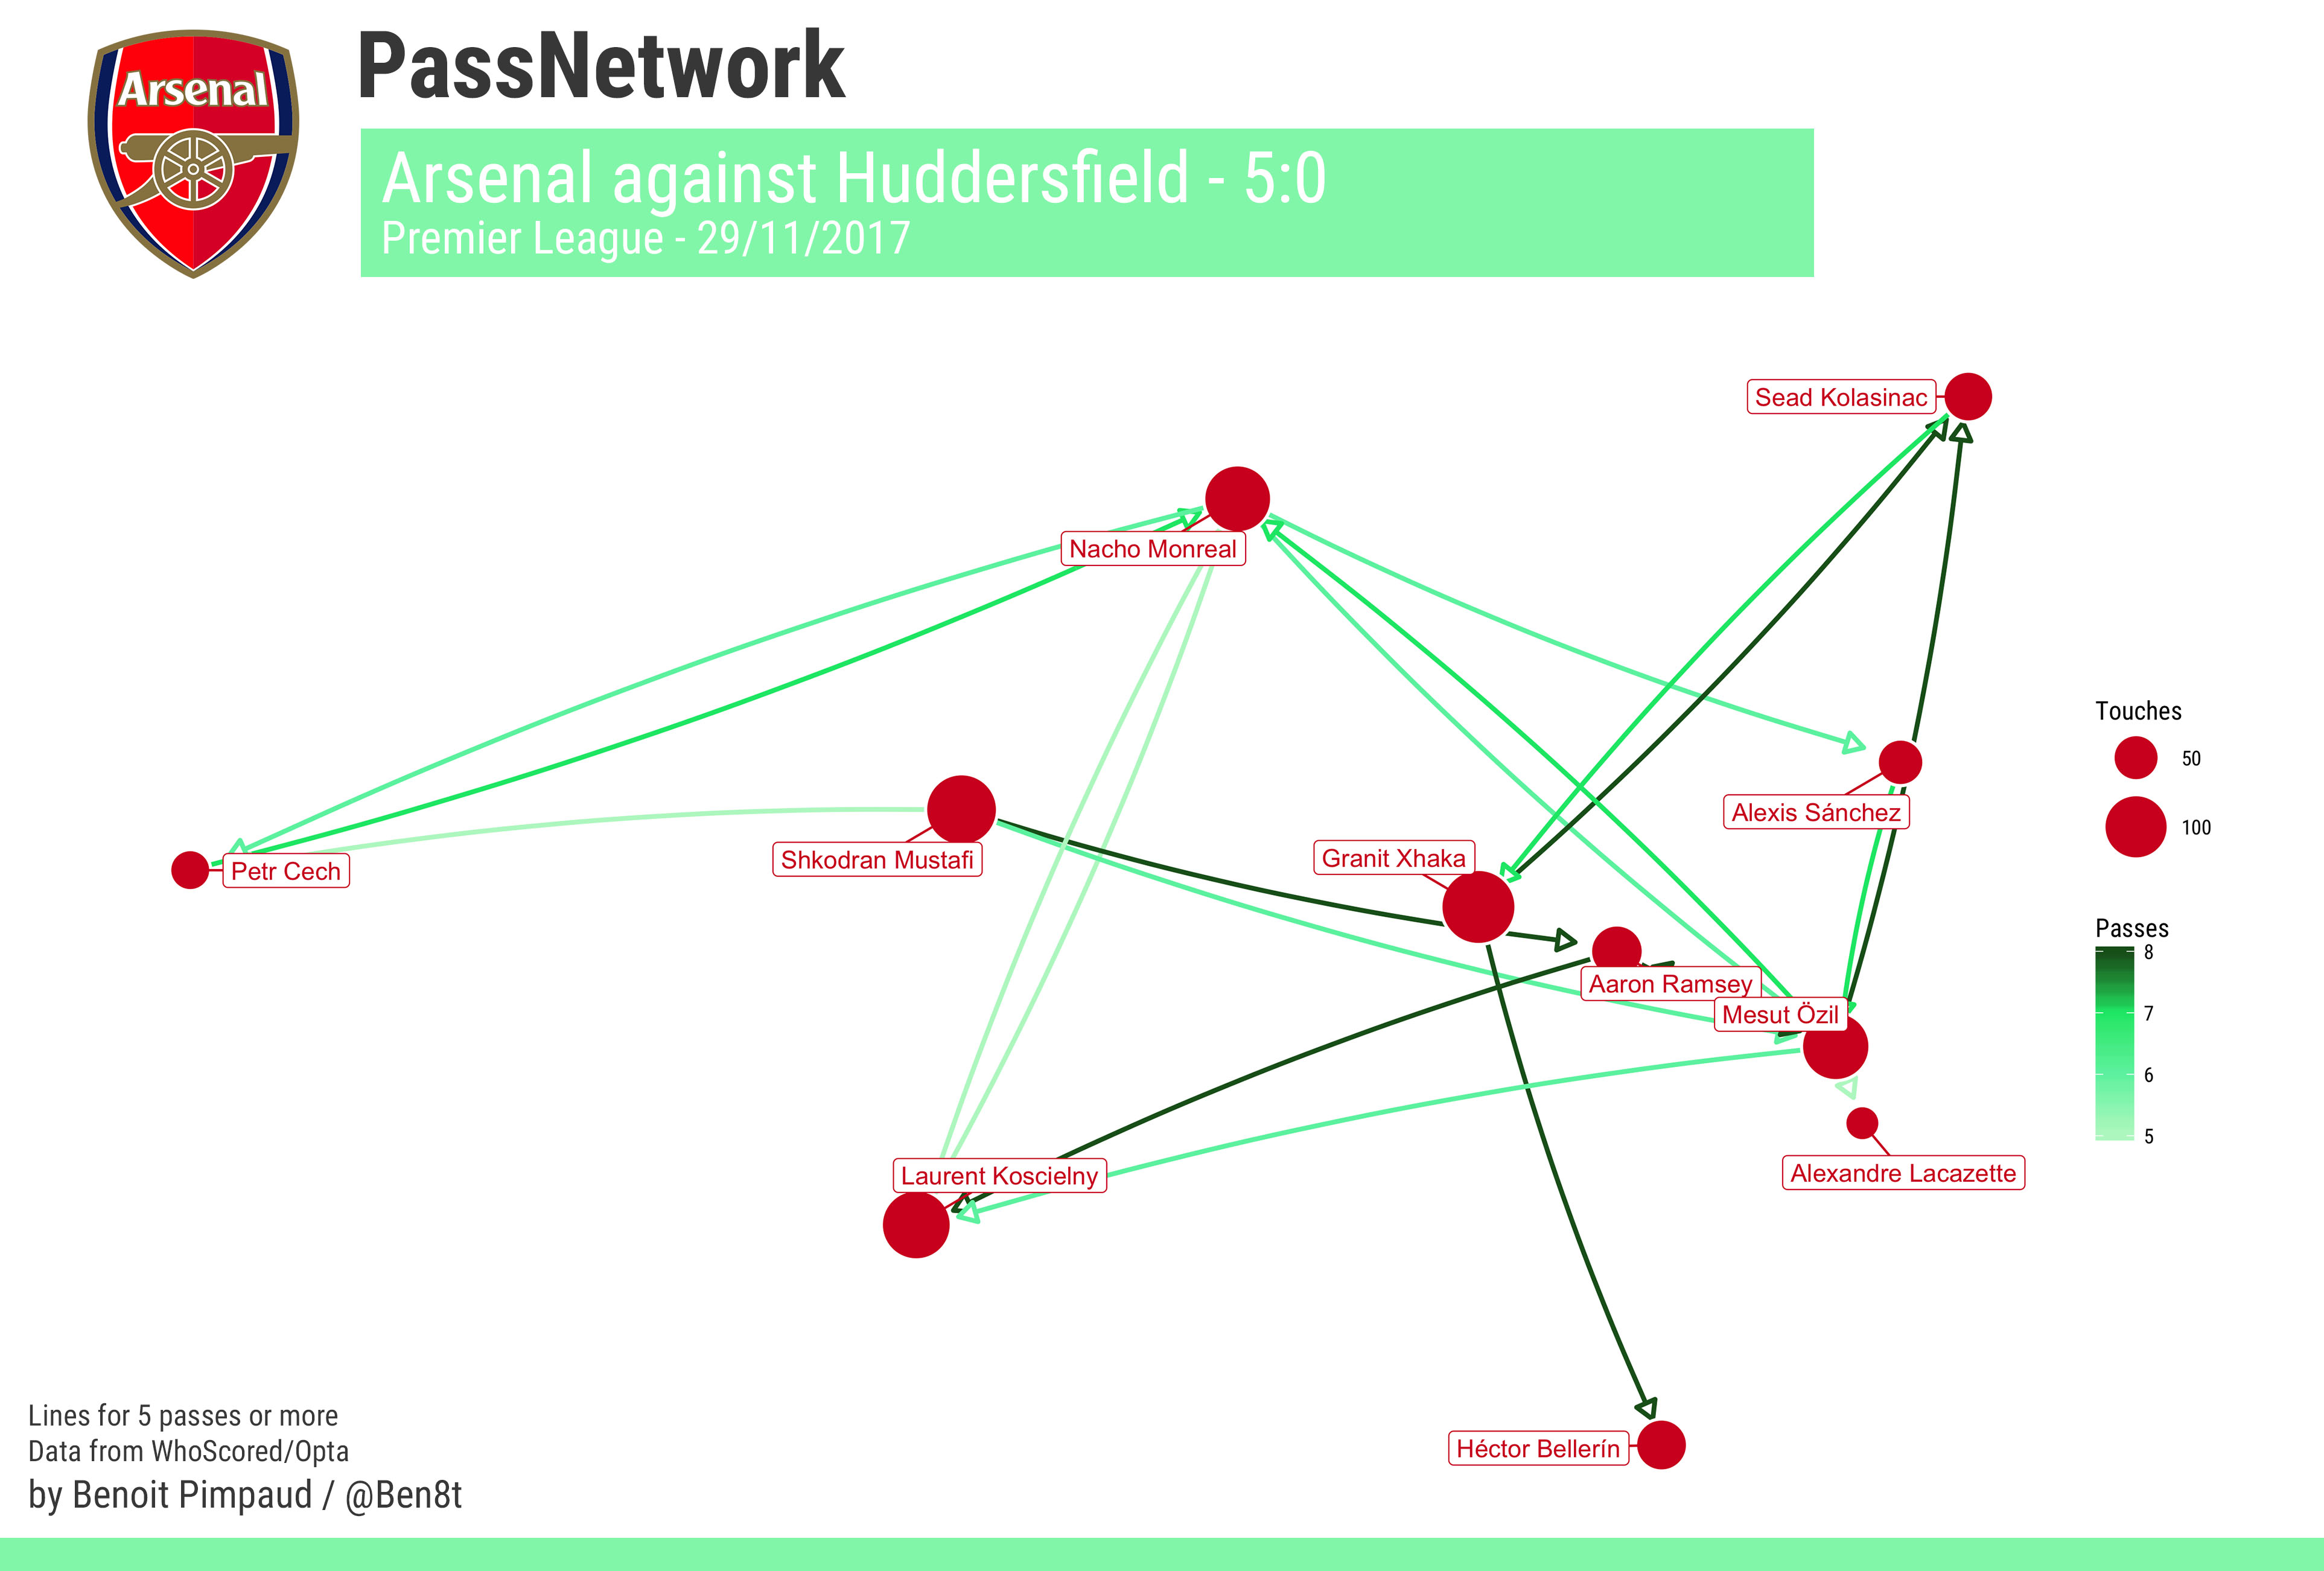 Arsenal
PassNetwork
Arsenal against Huddersfield - 5:0
Premier League - 29/11/2017
Sead Kolasinac
Nacho Monreal
Touches
50
100
Alexis Sánchez
Shkodran Mustafi
Granit Xhaka
Petr Cech
Passes
8
7
6
5
Aaron Ramsey
Mesut Özil
Alexandre Lacazette
Laurent Koscielny
Héctor Bellerín
Lines for 5 passes or more
Data from WhoScored/Opta
by Benoit Pimpaud / @Ben8t